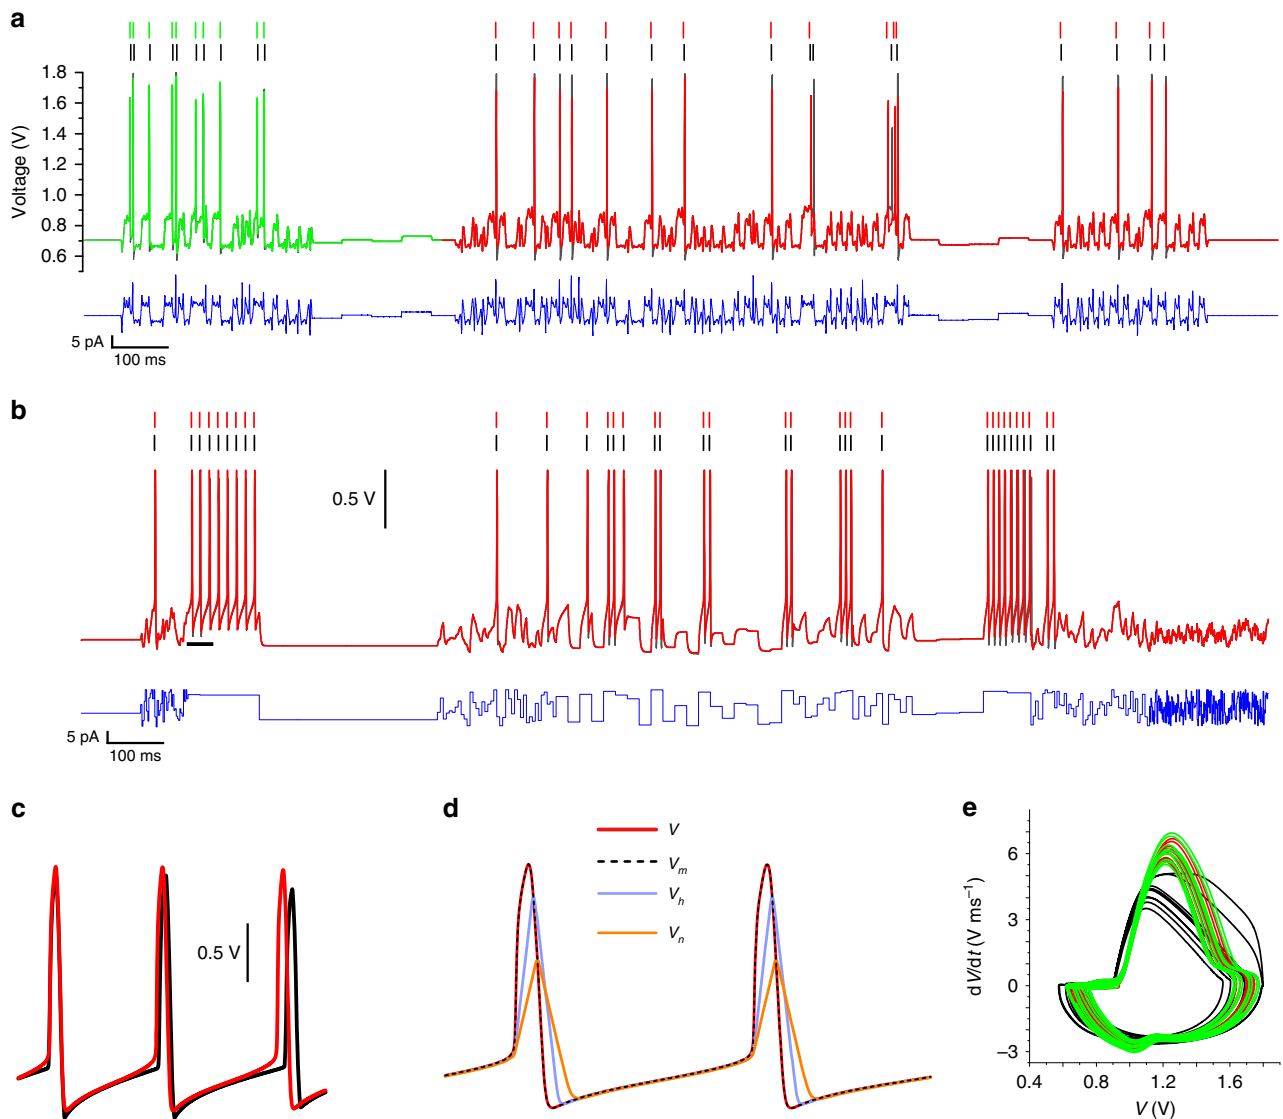 a
Voltage (V)
1.8
1.6
1.4
1.2
1.0
0.8
0.6
5 pA
100 ms
b
0.5 V
5 pA
100 ms
c
0.5 V
d
V
Vm
Vh
Vn
e
dV/dt (V ms⁻¹)
6
3
0
–3
0.4
0.8
1.2
1.6
V (V)